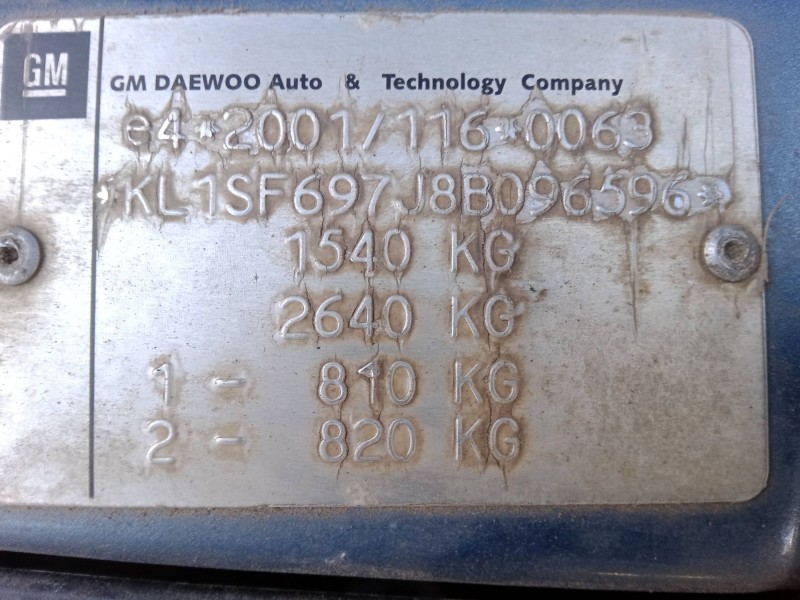 GM
GM DAEWOO Auto & Technology Company
e4*2001/116*0063
*KL1SF697J8B096596*
1540 KG
2640 KG
1 - 810 KG
2 - 820 KG